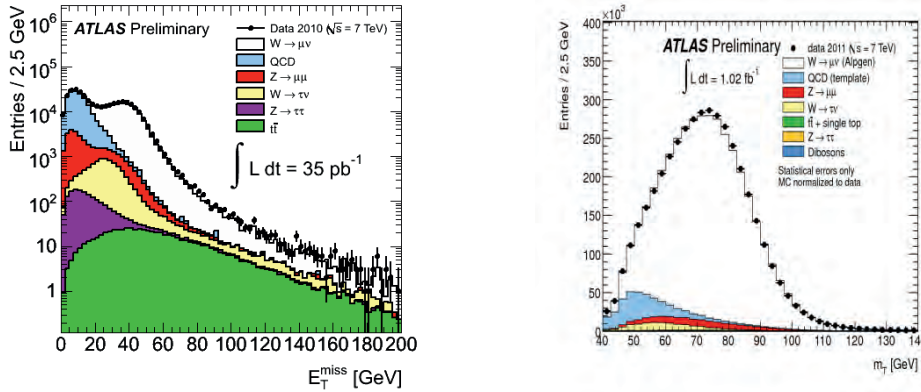 ATLAS Preliminary
Data 2010 (√s = 7 TeV)
W → μν
QCD
Z → μμ
W → τν
Z → ττ
tt̄
∫ L dt = 35 pb⁻¹
Entries / 2.5 GeV
10⁶
10⁵
10⁴
10³
10²
10
1
0 20 40 60 80 100 120 140 160 180 200
E_T^miss [GeV]
×10³
ATLAS Preliminary
data 2011 (√s = 7 TeV)
W → μν (Alpgen)
QCD (template)
Z → μμ
W → τν
tt̄ + single top
Z → ττ
Dibosons
Statistical errors only
MC normalized to data
∫ L dt = 1.02 fb⁻¹
Entries / 2.5 GeV
400
350
300
250
200
150
100
50
0
40 50 60 70 80 90 100 110 120 130 14
m_T [GeV]